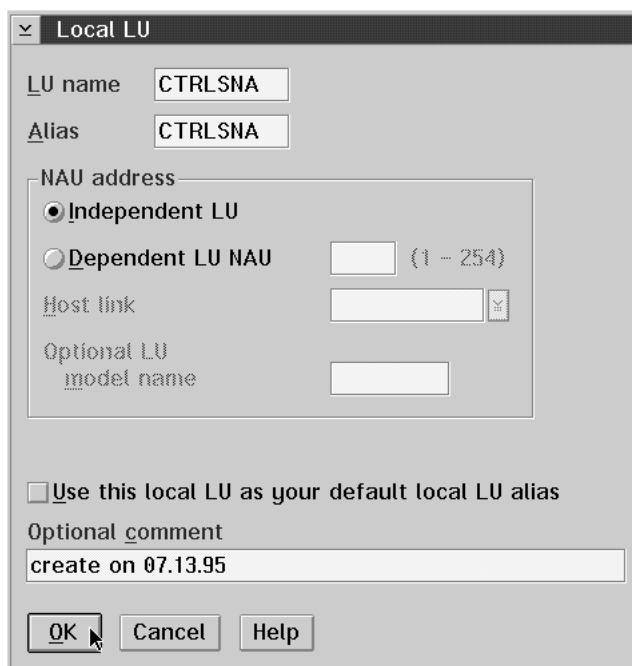 Local LU
LU name CTRLSNA
Alias CTRLSNA
NAU address
Independent LU
Dependent LU NAU (1 - 254)
Host link
Optional LU
model name
Use this local LU as your default local LU alias
Optional comment
create on 07.13.95
OK Cancel Help